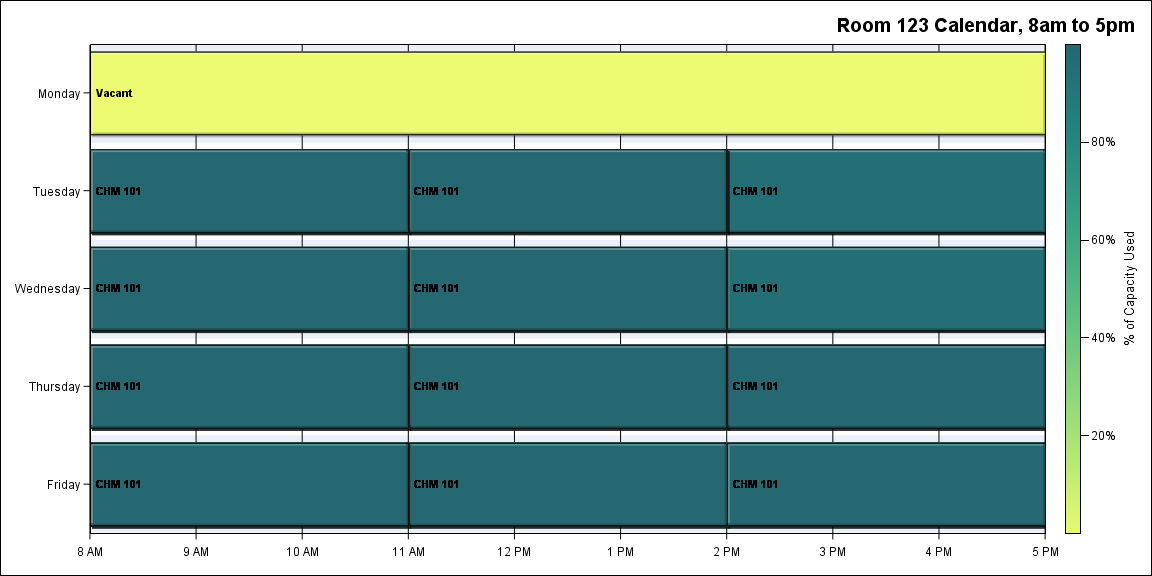 Room 123 Calendar, 8am to 5pm
Monday
Vacant
Tuesday
CHM 101
CHM 101
CHM 101
Wednesday
CHM 101
CHM 101
CHM 101
Thursday
CHM 101
CHM 101
CHM 101
Friday
CHM 101
CHM 101
CHM 101
8 AM
9 AM
10 AM
11 AM
12 PM
1 PM
2 PM
3 PM
4 PM
5 PM
80%
60%
40%
20%
% of Capacity Used